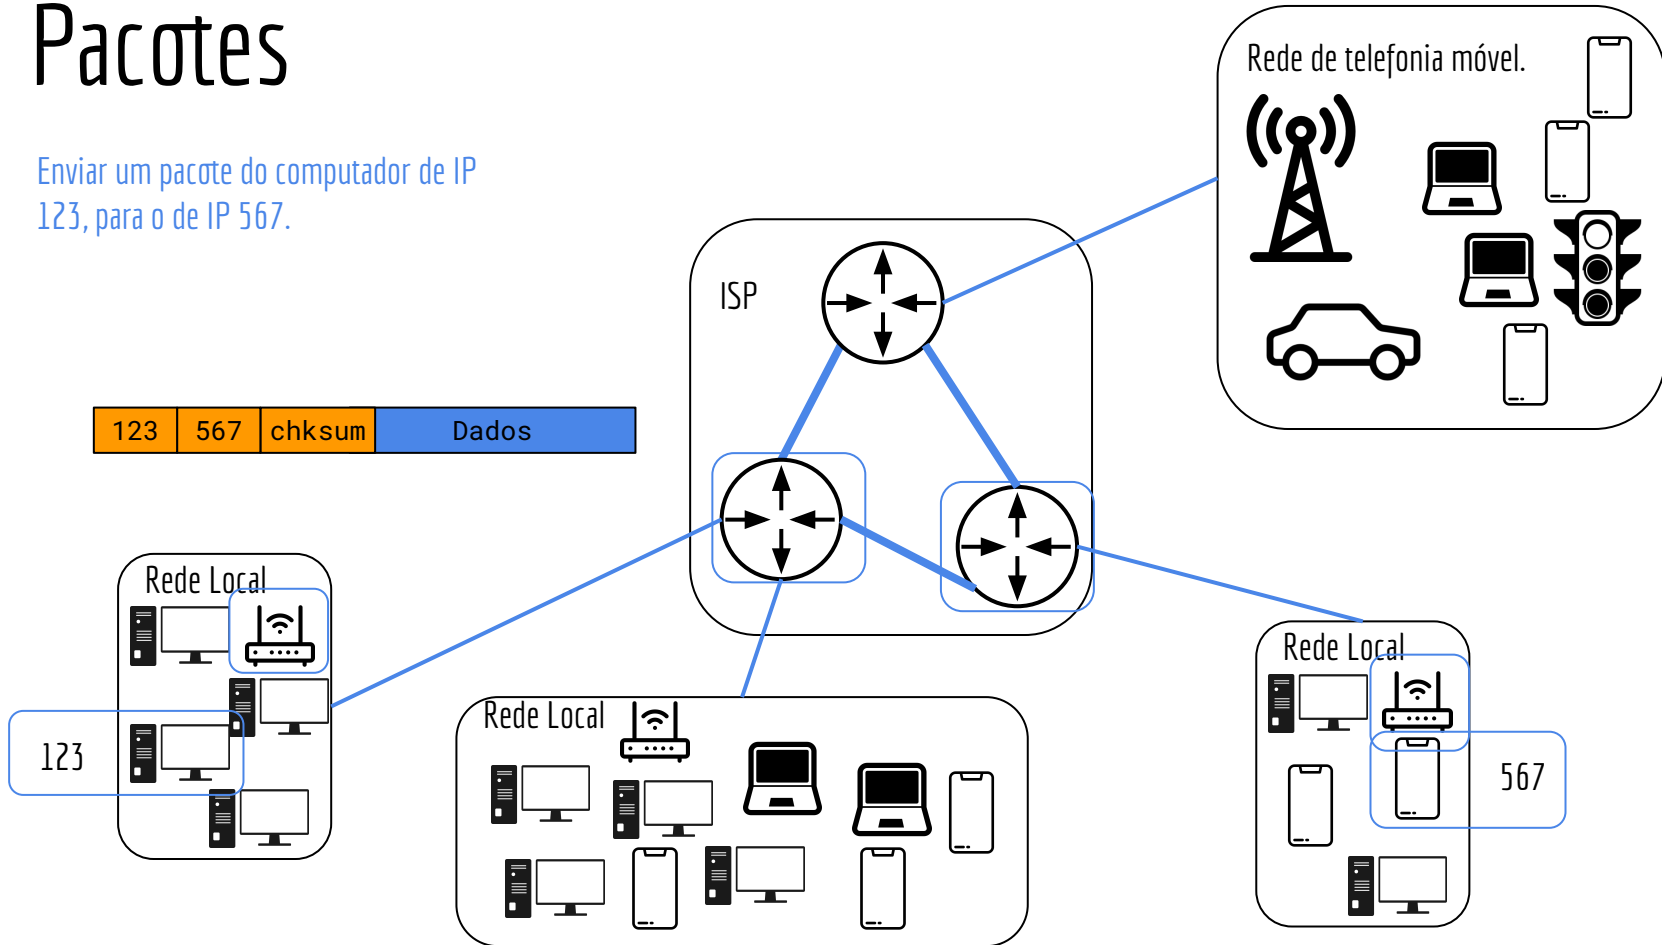 Pacotes
Enviar um pacote do computador de IP
123, para o de IP 567.
Rede de telefonia móvel.
ISP
123 567 chksum Dados
Rede Local
123
Rede Local
Rede Local
567